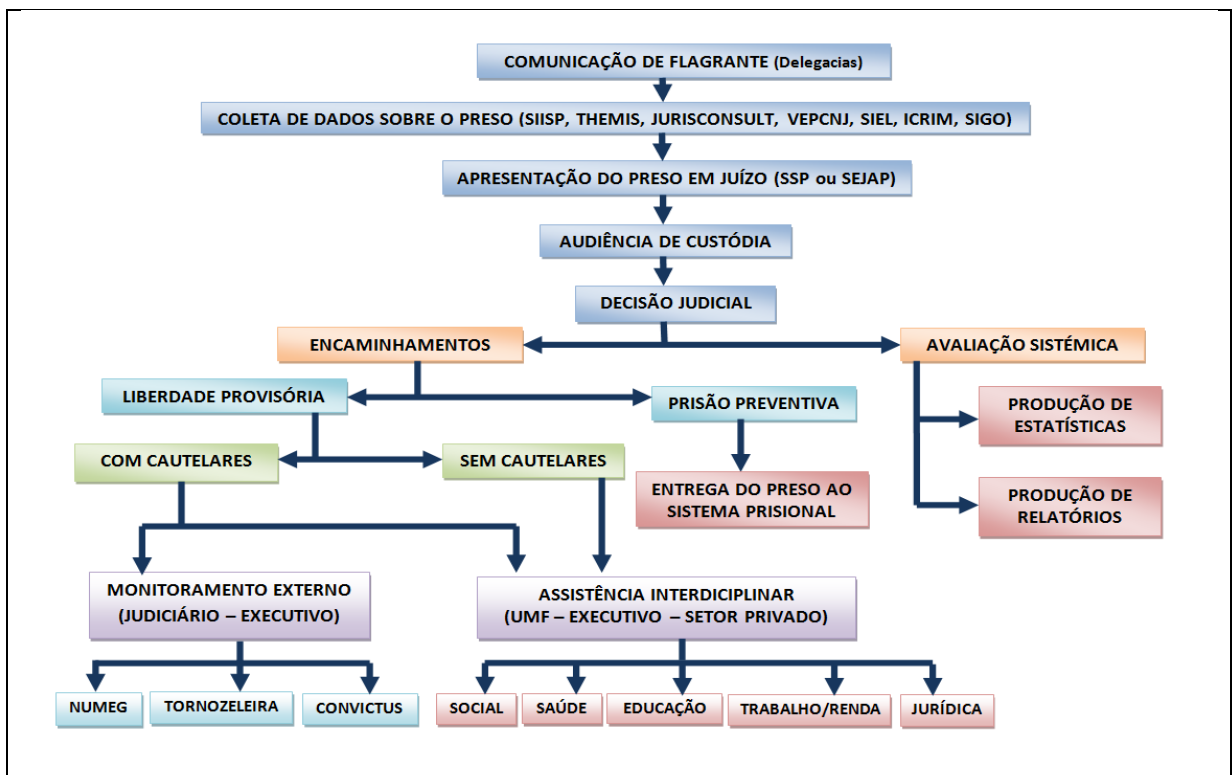 COMUNICAÇÃO DE FLAGRANTE (Delegacias)
COLETA DE DADOS SOBRE O PRESO (SIISP, THEMIS, JURISCONSULT, VEPCNJ, SIEL, ICRIM, SIGO)
APRESENTAÇÃO DO PRESO EM JUÍZO (SSP ou SEJAP)
AUDIÊNCIA DE CUSTÓDIA
DECISÃO JUDICIAL
ENCAMINHAMENTOS
AVALIAÇÃO SISTÉMICA
LIBERDADE PROVISÓRIA
PRISÃO PREVENTIVA
PRODUÇÃO DE
ESTATÍSTICAS
COM CAUTELARES
SEM CAUTELARES
ENTREGA DO PRESO AO
SISTEMA PRISIONAL
PRODUÇÃO DE
RELATÓRIOS
MONITORAMENTO EXTERNO
(JUDICIÁRIO – EXECUTIVO)
ASSISTÊNCIA INTERDICIPLINAR
(UMF – EXECUTIVO – SETOR PRIVADO)
NUMEG
TORNOZELEIRA
CONVICTUS
SOCIAL
SAÚDE
EDUCAÇÃO
TRABALHO/RENDA
JURÍDICA